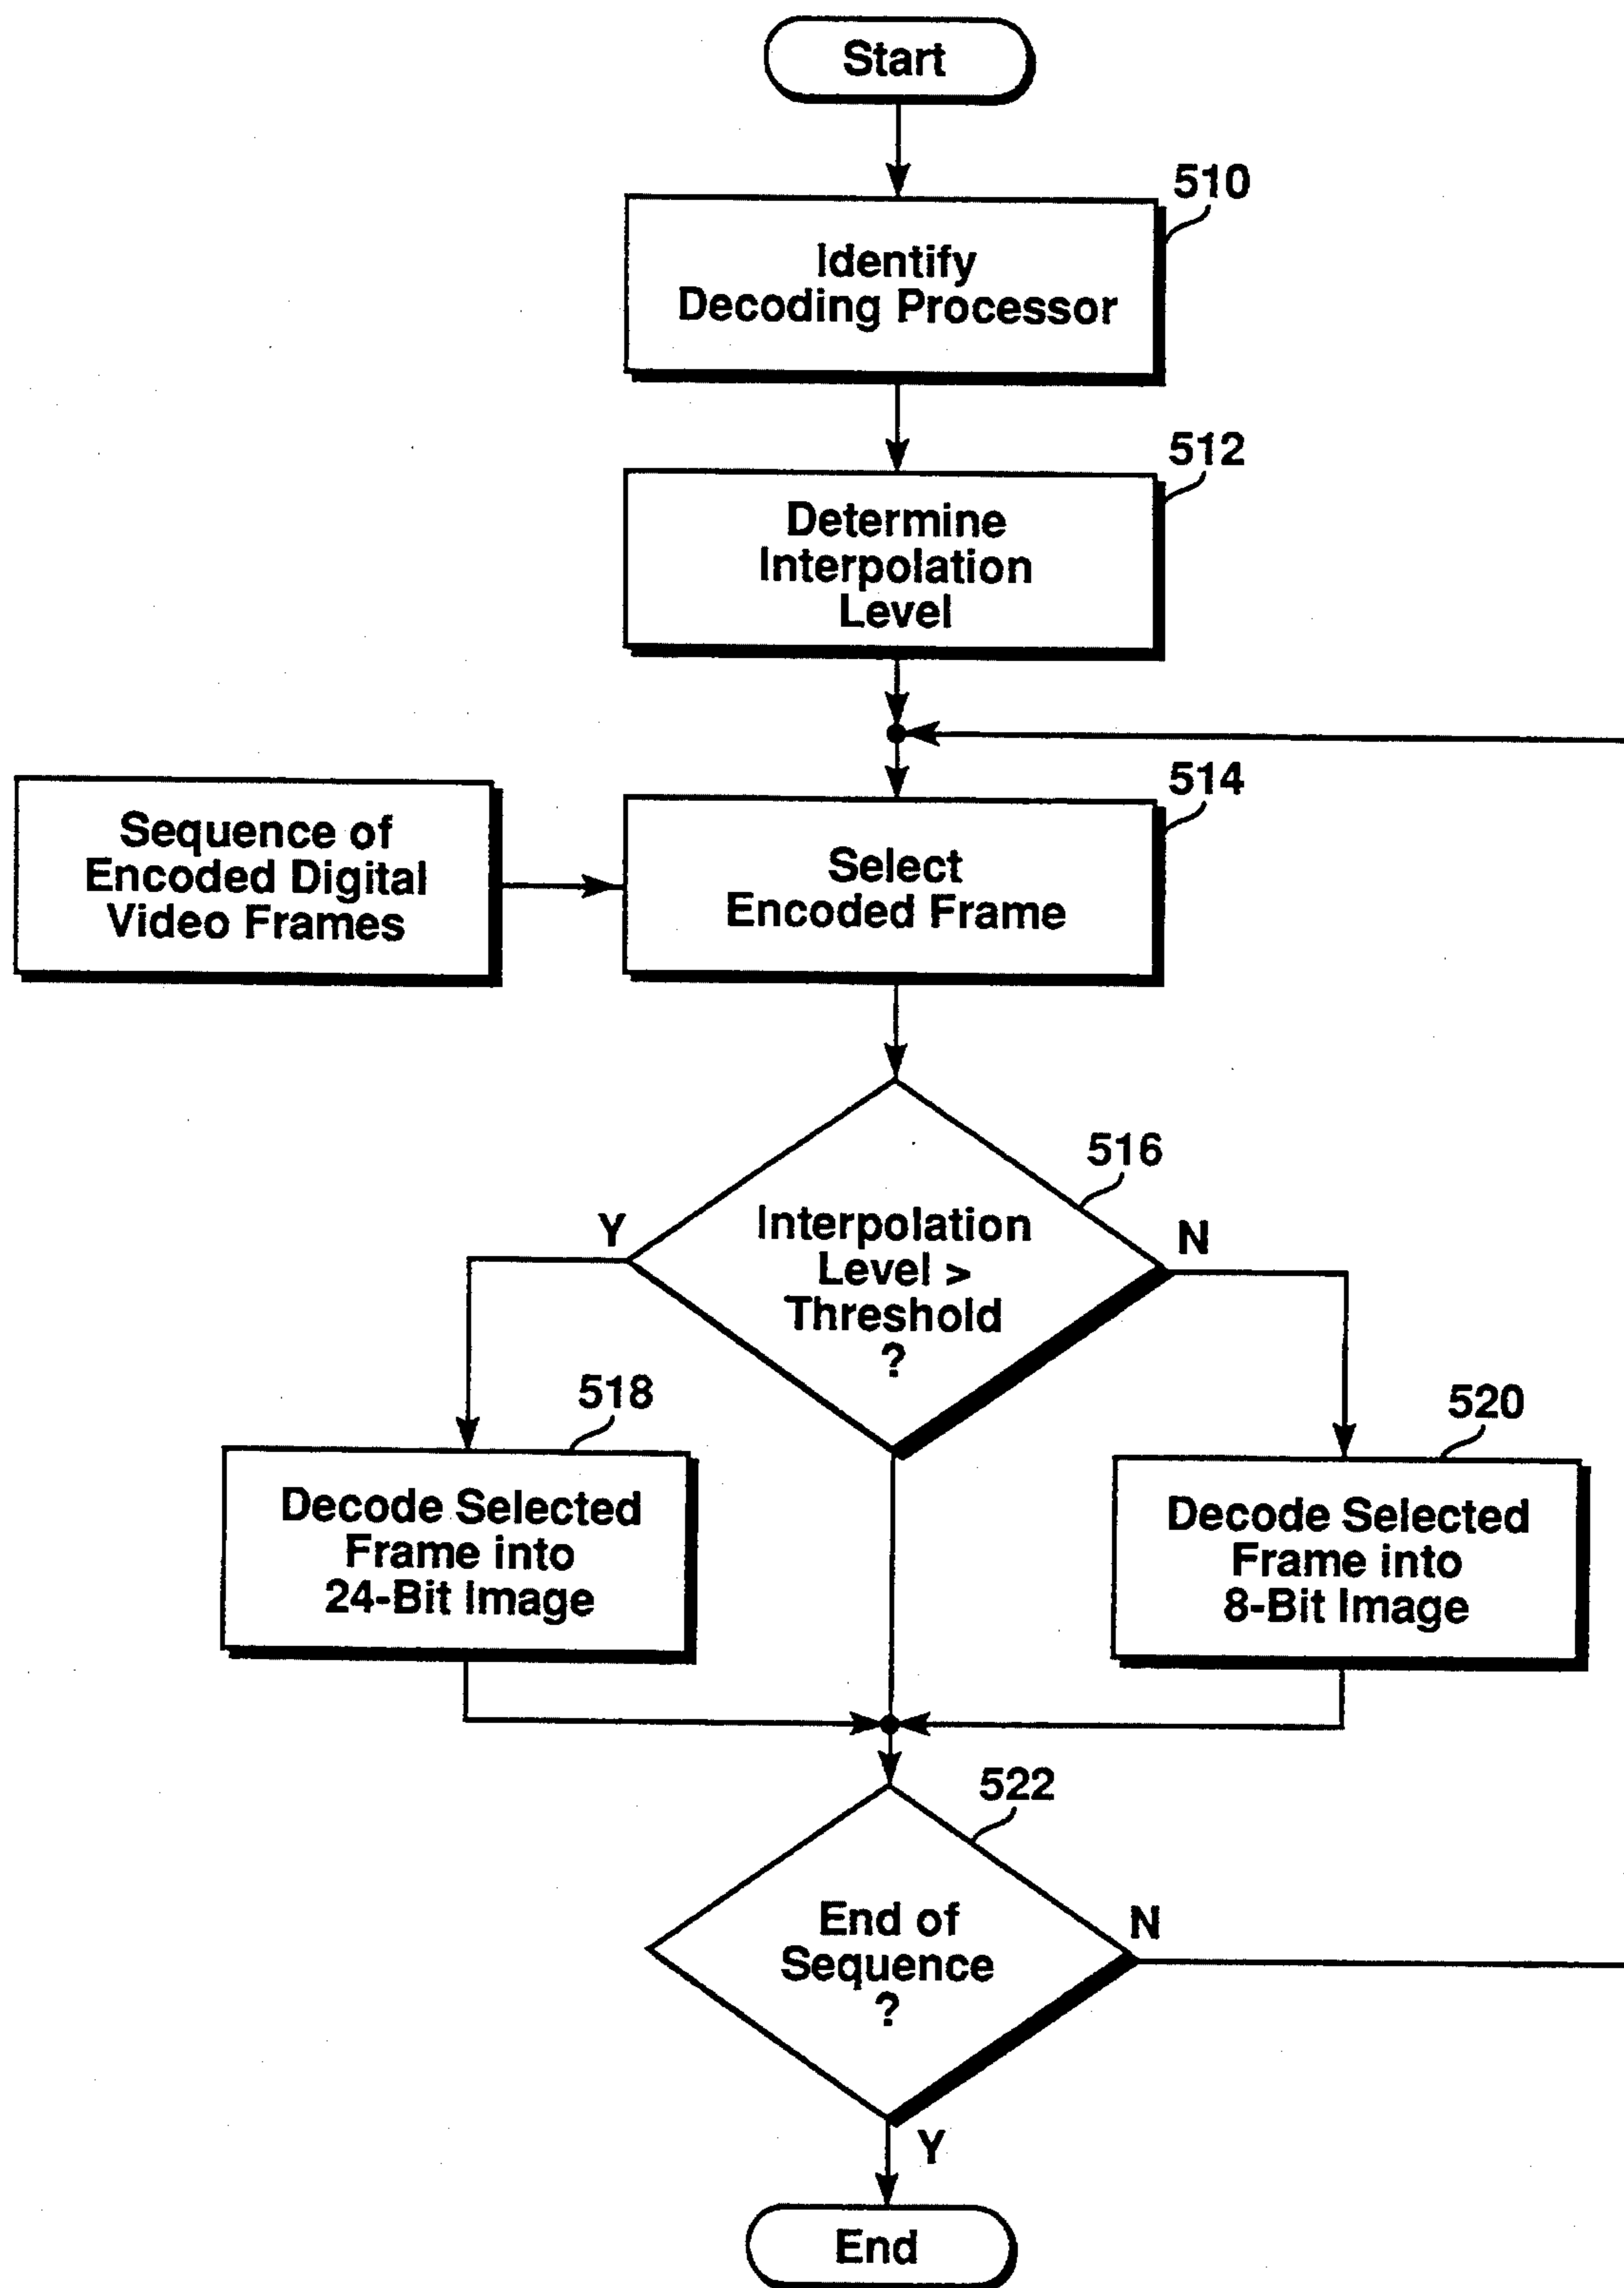 Start
510
Identify
Decoding Processor
512
Determine
Interpolation
Level
514
Sequence of
Encoded Digital
Video Frames
Select
Encoded Frame
516
Y
Interpolation
Level >
Threshold
?
N
518
Decode Selected
Frame into
24-Bit Image
520
Decode Selected
Frame into
8-Bit Image
522
End of
Sequence
?
N
Y
End